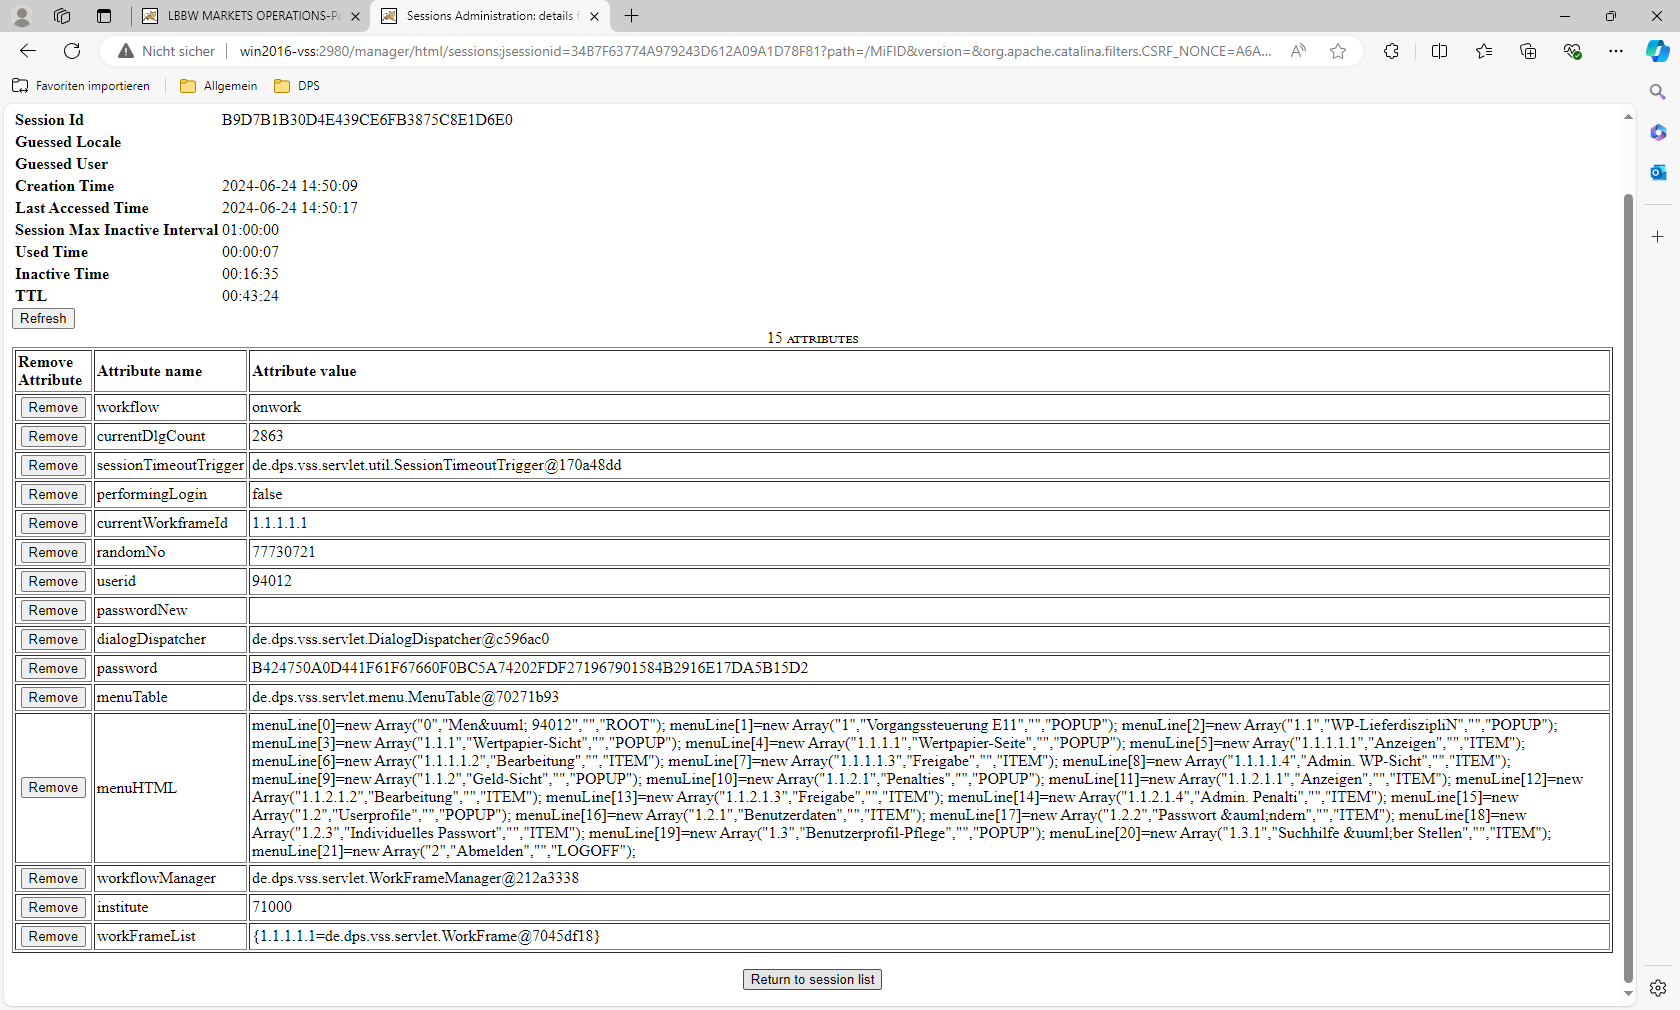 LBBW MARKETS OPERATIONS-Po
Sessions Administration: details f
Nicht sicher
win2016-vss:2980/manager/html/sessions;jsessionid=34B7F63774A979243D612A09A1D78F81?path=/MiFID&version=&org.apache.catalina.filters.CSRF_NONCE=A6A...
Favoriten importieren
Allgemein
DPS
Session Id B9D7B1B30D4E439CE6FB3875C8E1D6E0
Guessed Locale
Guessed User
Creation Time 2024-06-24 14:50:09
Last Accessed Time 2024-06-24 14:50:17
Session Max Inactive Interval 01:00:00
Used Time 00:00:07
Inactive Time 00:16:35
TTL 00:43:24
Refresh
15 ATTRIBUTES
Remove Attribute Attribute name Attribute value
Remove workflow onwork
Remove currentDlgCount 2863
Remove sessionTimeoutTrigger de.dps.vss.servlet.util.SessionTimeoutTrigger@170a48dd
Remove performingLogin false
Remove currentWorkframeId 1.1.1.1.1
Remove randomNo 77730721
Remove userid 94012
Remove passwordNew
Remove dialogDispatcher de.dps.vss.servlet.DialogDispatcher@c596ac0
Remove password B424750A0D441F61F67660F0BC5A74202FDF271967901584B2916E17DA5B15D2
Remove menuTable de.dps.vss.servlet.menu.MenuTable@70271b93
Remove menuHTML
menuLine[0]=new Array("0","Men&uuml; 94012","","ROOT"); menuLine[1]=new Array("1","Vorgangssteuerung E11","","POPUP"); menuLine[2]=new Array("1.1","WP-LieferdiszipliN","","POPUP");
menuLine[3]=new Array("1.1.1","Wertpapier-Sicht","","POPUP"); menuLine[4]=new Array("1.1.1.1","Wertpapier-Seite","","POPUP"); menuLine[5]=new Array("1.1.1.1.1","Anzeigen","","ITEM");
menuLine[6]=new Array("1.1.1.1.2","Bearbeitung","","ITEM"); menuLine[7]=new Array("1.1.1.1.3","Freigabe","","ITEM"); menuLine[8]=new Array("1.1.1.1.4","Admin. WP-Sicht","","ITEM");
menuLine[9]=new Array("1.1.2","Geld-Sicht","","POPUP"); menuLine[10]=new Array("1.1.2.1","Penalties","","POPUP"); menuLine[11]=new Array("1.1.2.1.1","Anzeigen","","ITEM"); menuLine[12]=new
Array("1.1.2.1.2","Bearbeitung","","ITEM"); menuLine[13]=new Array("1.1.2.1.3","Freigabe","","ITEM"); menuLine[14]=new Array("1.1.2.1.4","Admin. Penalti","","ITEM"); menuLine[15]=new
Array("1.2","Userprofile","","POPUP"); menuLine[16]=new Array("1.2.1","Benutzerdaten","","ITEM"); menuLine[17]=new Array("1.2.2","Passwort &auml;ndern","","ITEM"); menuLine[18]=new
Array("1.2.3","Individuelles Passwort","","ITEM"); menuLine[19]=new Array("1.3","Benutzerprofil-Pflege","","POPUP"); menuLine[20]=new Array("1.3.1","Suchhilfe &uuml;ber Stellen","","ITEM");
menuLine[21]=new Array("2","Abmelden","","LOGOFF");
Remove workflowManager de.dps.vss.servlet.WorkFrameManager@212a3338
Remove institute 71000
Remove workFrameList {1.1.1.1.1=de.dps.vss.servlet.WorkFrame@7045df18}
Return to session list